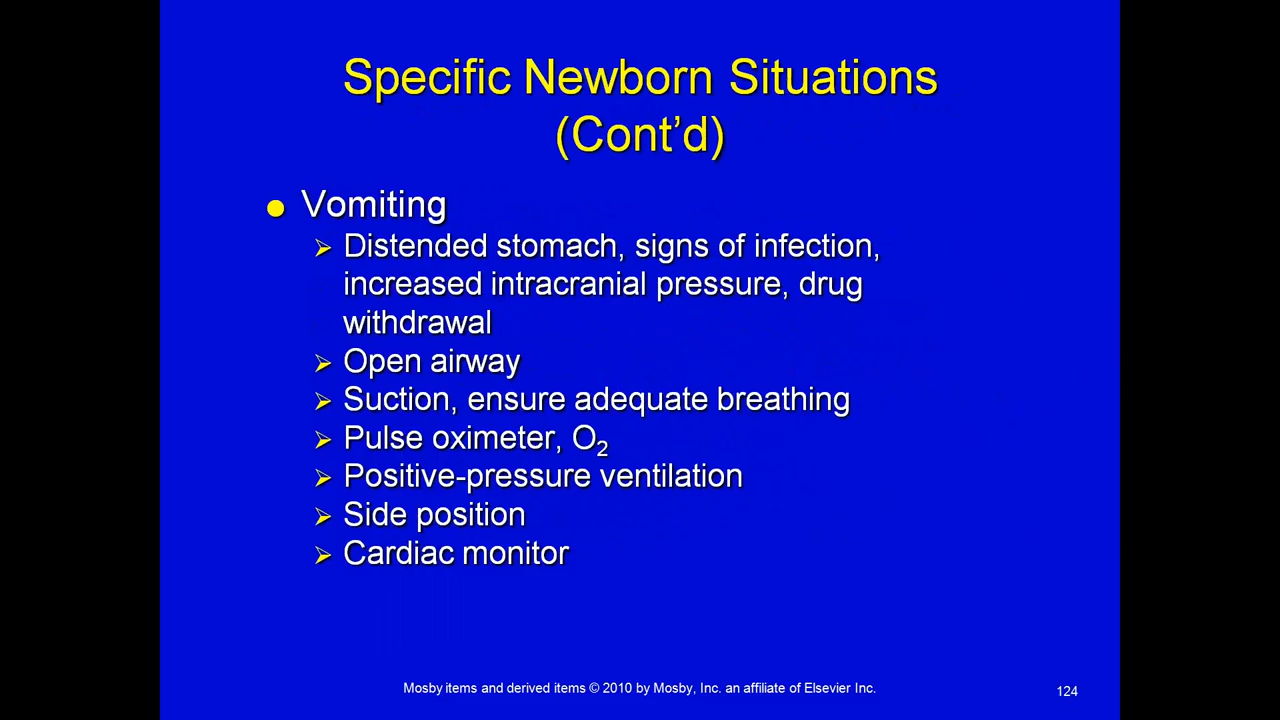 Specific Newborn Situations
(Cont’d)
Vomiting
Distended stomach, signs of infection,
increased intracranial pressure, drug
withdrawal
Open airway
Suction, ensure adequate breathing
Pulse oximeter, O₂
Positive-pressure ventilation
Side position
Cardiac monitor
Mosby items and derived items © 2010 by Mosby, Inc. an affiliate of Elsevier Inc.
124